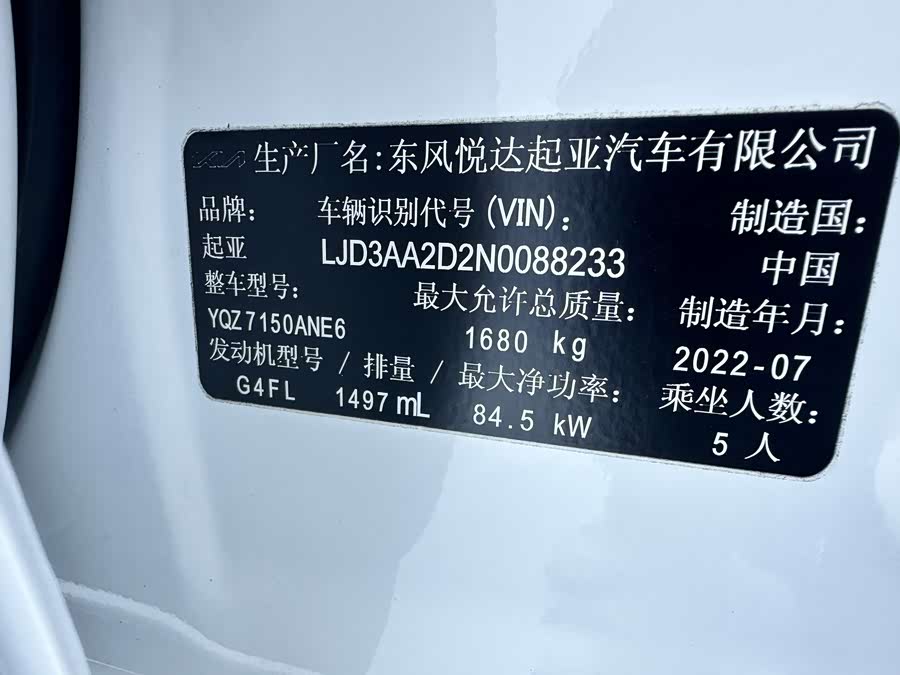 KIA 生产厂名:东风悦达起亚汽车有限公司
品牌: 车辆识别代号(VIN): 制造国:
起亚 LJD3AA2D2N0088233 中国
整车型号: 最大允许总质量: 制造年月:
YQZ7150ANE6 1680 kg 2022-07
发动机型号 / 排量 / 最大净功率: 乘坐人数:
G4FL 1497 mL 84.5 kW 5 人